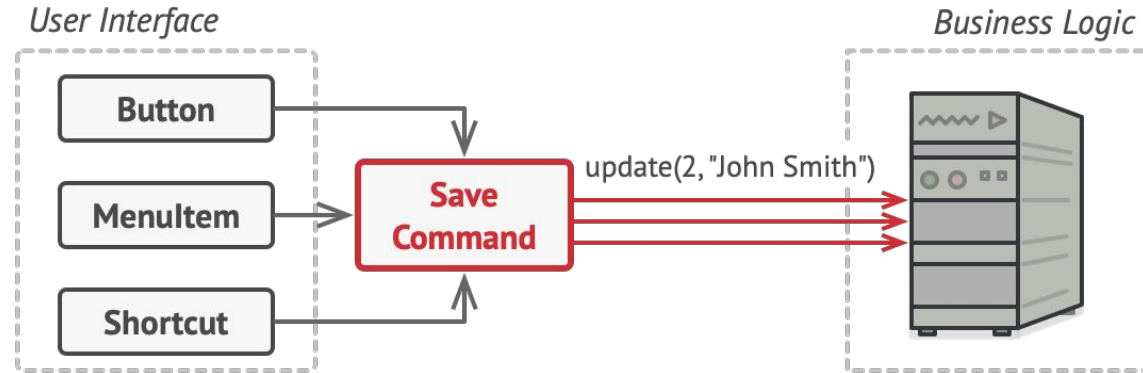 User Interface
Business Logic
Button
MenuItem
Shortcut
Save
Command
update(2, "John Smith")